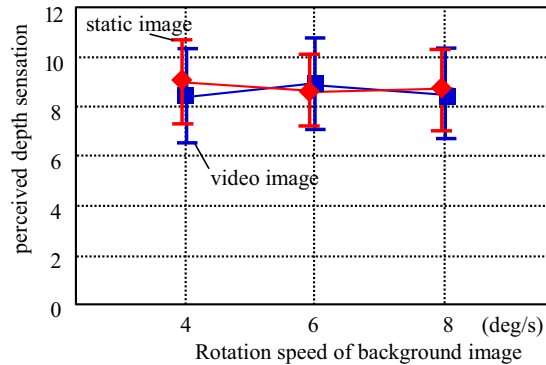 12
static image
10
8
6
video image
4
2
0
perceived depth sensation
4 6 8 (deg/s)
Rotation speed of background image